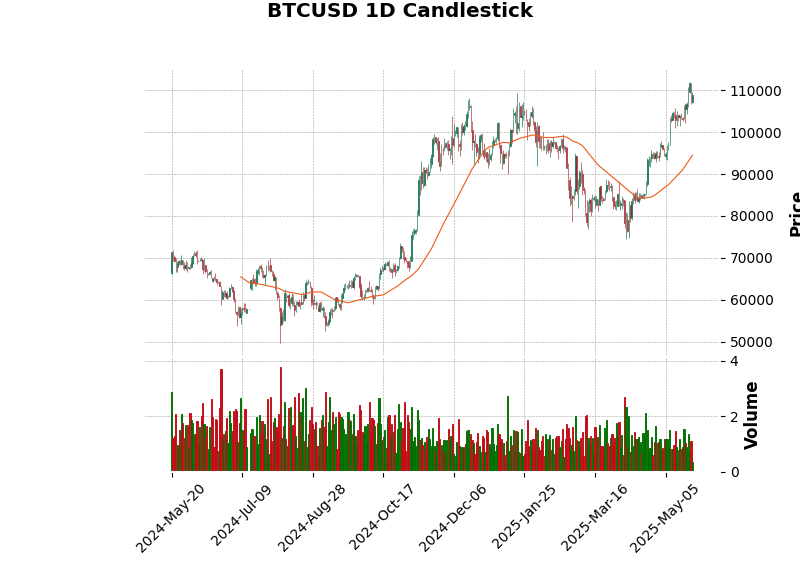 BTCUSD 1D Candlestick
110000
100000
90000
80000
70000
60000
50000
Price
4
2
0
Volume
2024-May-20
2024-Jul-09
2024-Aug-28
2024-Oct-17
2024-Dec-06
2025-Jan-25
2025-Mar-16
2025-May-05